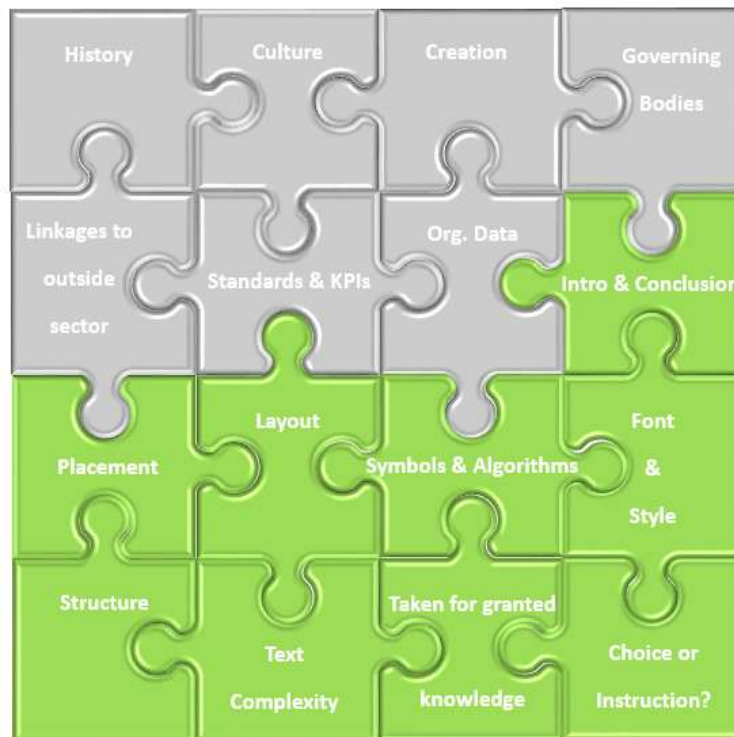 History
Culture
Creation
Governing
Bodies
Linkages to
outside
sector
Standards & KPIs
Org. Data
Intro & Conclusion
Placement
Layout
Symbols & Algorithms
Font
&
Style
Structure
Text
Complexity
Taken for granted
knowledge
Choice or
Instruction?